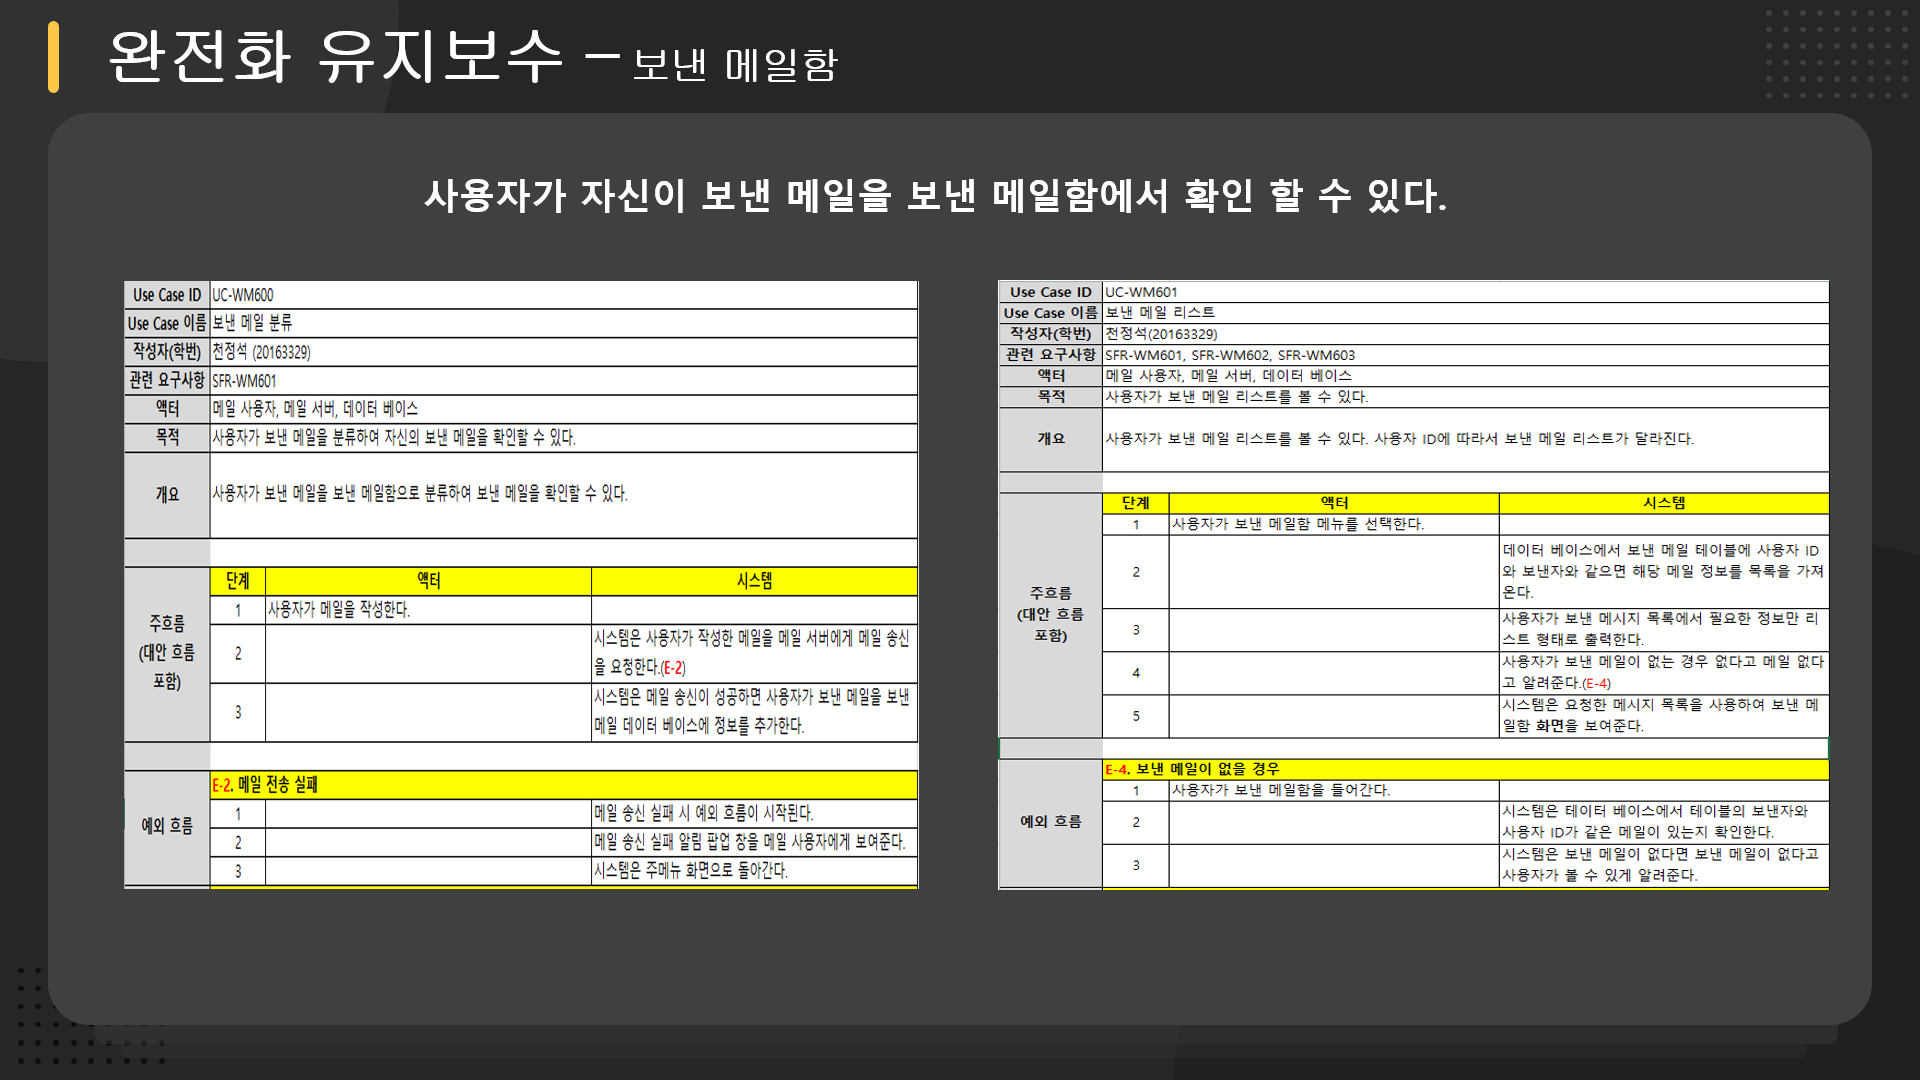 완전화 유지보수 – 보낸 메일함
사용자가 자신이 보낸 메일을 보낸 메일함에서 확인 할 수 있다.
Use Case ID UC-WM600
Use Case 이름 보낸 메일 분류
작성자(학번) 천정석 (20163329)
관련 요구사항 SFR-WM601
액터 메일 사용자, 메일 서버, 데이터 베이스
목적 사용자가 보낸 메일을 분류하여 자신의 보낸 메일을 확인할 수 있다.
개요 사용자가 보낸 메일을 보낸 메일함으로 분류하여 보낸 메일을 확인할 수 있다.
주흐름
(대안 흐름
포함)
단계 액터 시스템
1 사용자가 메일을 작성한다.
2 시스템은 사용자가 작성한 메일을 메일 서버에게 메일 송신
을 요청한다.(E-2)
3 시스템은 메일 송신이 성공하면 사용자가 보낸 메일을 보낸
메일 데이터 베이스에 정보를 추가한다.
예외 흐름
E-2. 메일 전송 실패
1 메일 송신 실패 시 예외 흐름이 시작된다.
2 메일 송신 실패 알림 팝업 창을 메일 사용자에게 보여준다.
3 시스템은 주메뉴 화면으로 돌아간다.
Use Case ID UC-WM601
Use Case 이름 보낸 메일 리스트
작성자(학번) 천정석(20163329)
관련 요구사항 SFR-WM601, SFR-WM602, SFR-WM603
액터 메일 사용자, 메일 서버, 데이터 베이스
목적 사용자가 보낸 메일 리스트를 볼 수 있다.
개요 사용자가 보낸 메일 리스트를 볼 수 있다. 사용자 ID에 따라서 보낸 메일 리스트가 달라진다.
주흐름
(대안 흐름
포함)
단계 액터 시스템
1 사용자가 보낸 메일함 메뉴를 선택한다.
2 데이터 베이스에서 보낸 메일 테이블에 사용자 ID
와 보낸자와 같으면 해당 메일 정보를 목록을 가져
온다.
3 사용자가 보낸 메시지 목록에서 필요한 정보만 리
스트 형태로 출력한다.
4 사용자가 보낸 메일이 없는 경우 없다고 메일 없다
고 알려준다.(E-4)
5 시스템은 요청한 메시지 목록을 사용하여 보낸 메
일함 화면을 보여준다.
예외 흐름
E-4. 보낸 메일이 없을 경우
1 사용자가 보낸 메일함을 들어간다.
2 시스템은 테이터 베이스에서 테이블의 보낸자와
사용자 ID가 같은 메일이 있는지 확인한다.
3 시스템은 보낸 메일이 없다면 보낸 메일이 없다고
사용자가 볼 수 있게 알려준다.